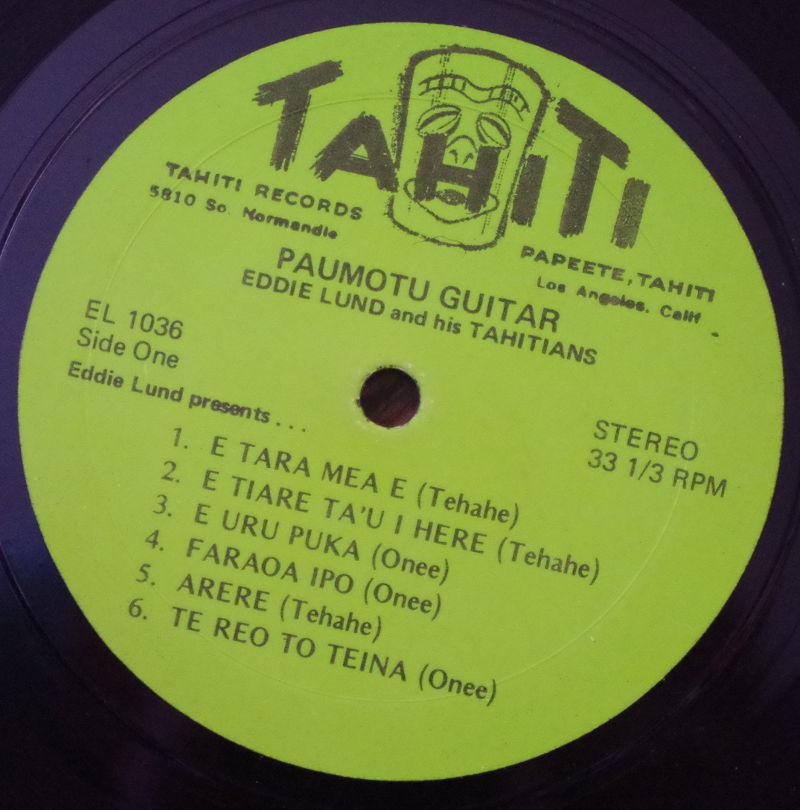 TAHITI
TAHITI RECORDS
5810 So. Normandie
PAPEETE, TAHITI
Los Angeles, Calif
PAUMOTU GUITAR
EDDIE LUND and his TAHITIANS
EL 1036
Side One
Eddie Lund presents . . .
STEREO
33 1/3 RPM
1. E TARA MEA E (Tehahe)
2. E TIARE TA'U I HERE (Tehahe)
3. E URU PUKA (Onee)
4. FARAOA IPO (Onee)
5. ARERE (Tehahe)
6. TE REO TO TEINA (Onee)